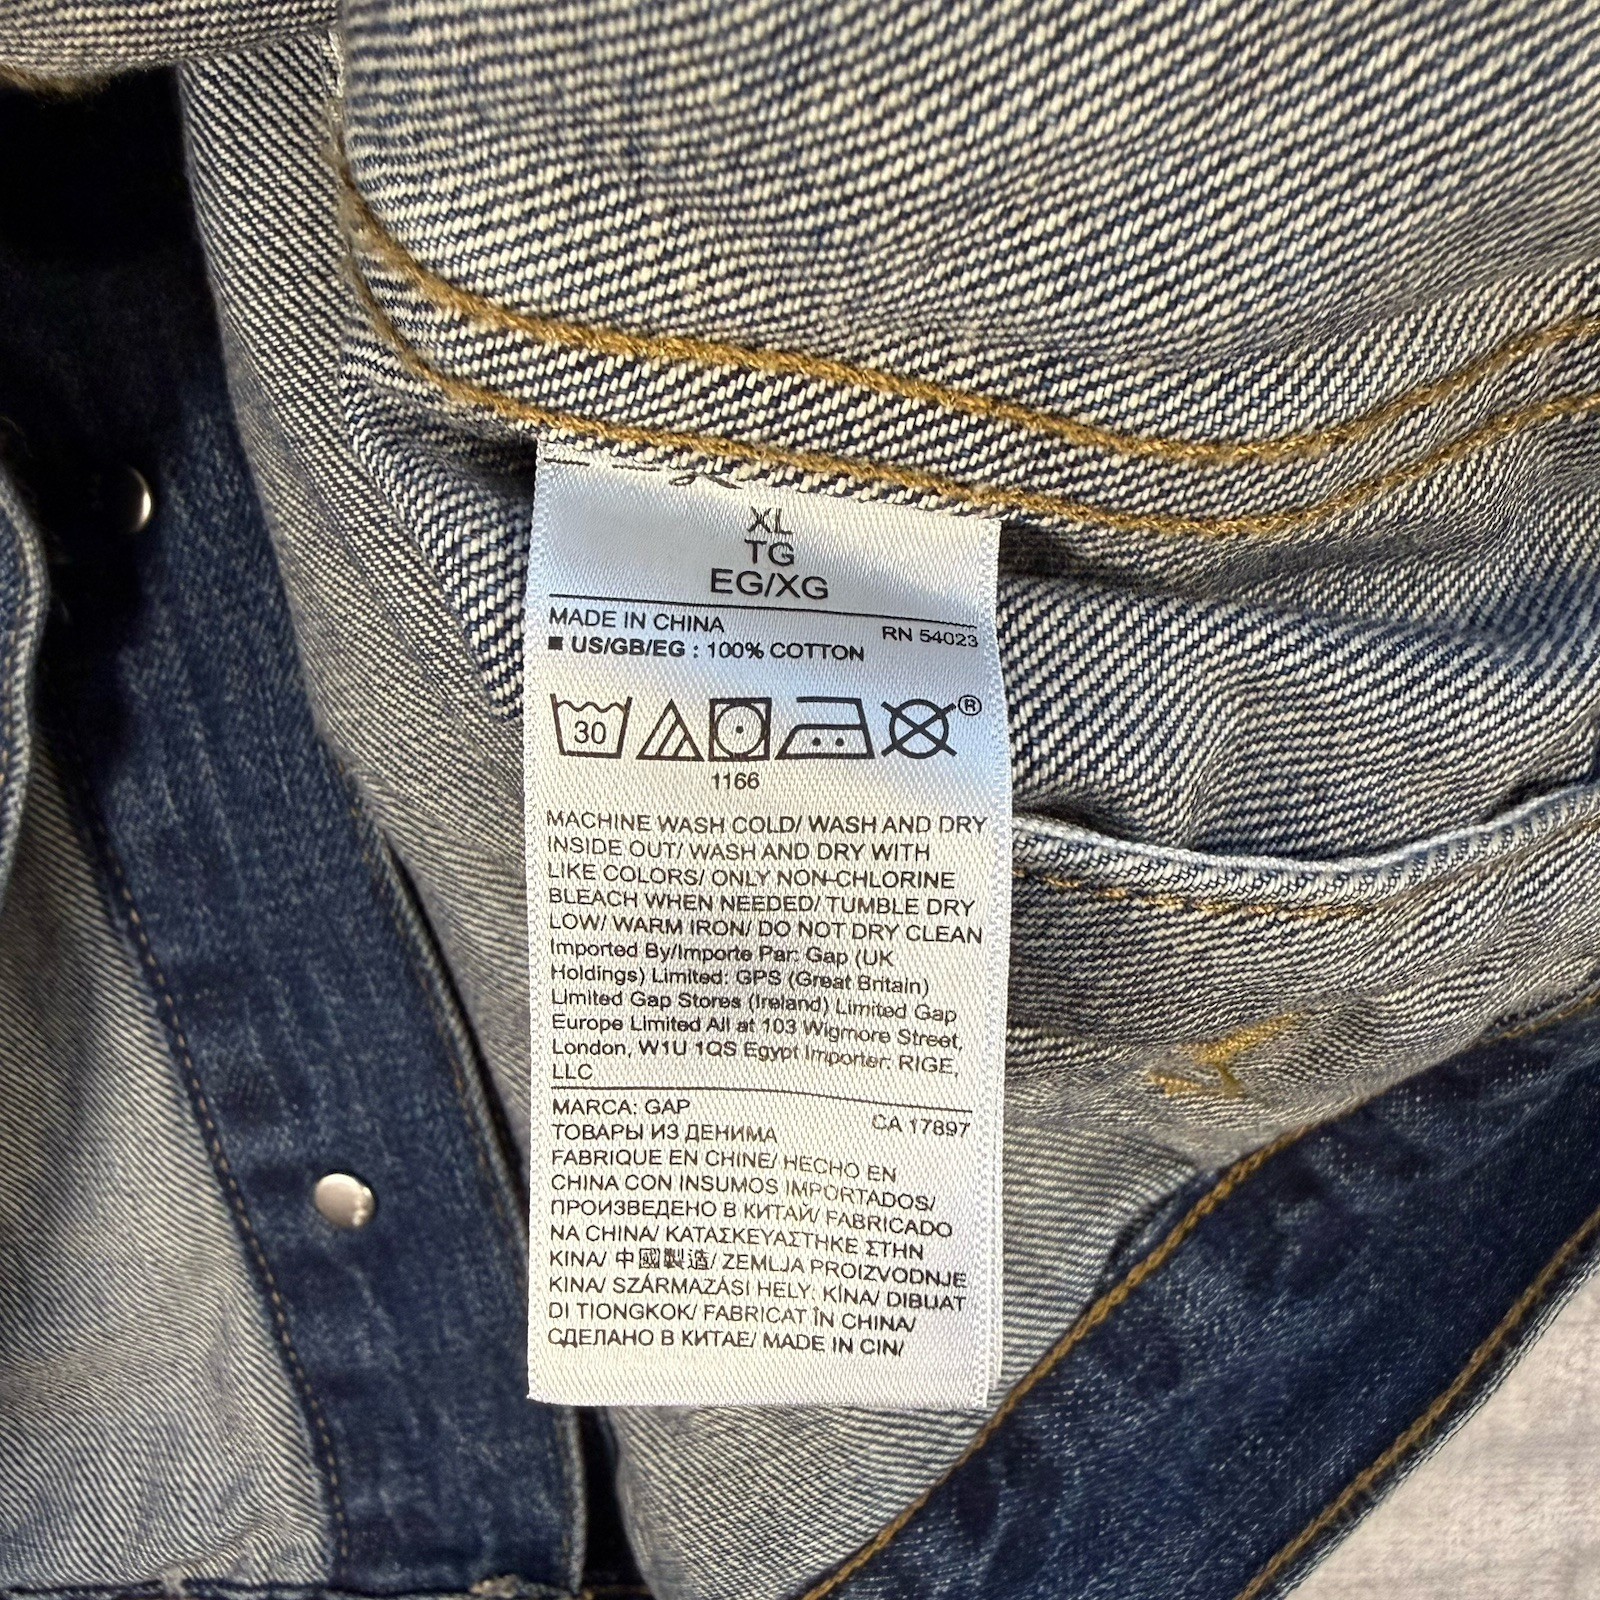 XL
TG
EG/XG
MADE IN CHINA RN 54023
■ US/GB/EG : 100% COTTON
30 ®
1166
MACHINE WASH COLD/ WASH AND DRY
INSIDE OUT/ WASH AND DRY WITH
LIKE COLORS/ ONLY NON-CHLORINE
BLEACH WHEN NEEDED/ TUMBLE DRY
LOW/ WARM IRON/ DO NOT DRY CLEAN
Imported By/Importe Par: Gap (UK
Holdings) Limited: GPS (Great Britain)
Limited Gap Stores (Ireland) Limited Gap
Europe Limited All at 103 Wigmore Street,
London, W1U 1QS Egypt Importer: RIGE,
LLC
MARCA: GAP CA 17897
ТОВАРЫ ИЗ ДЕНИМА
FABRIQUE EN CHINE/ HECHO EN
CHINA CON INSUMOS IMPORTADOS/
ПРОИЗВЕДЕНО В КИТАЙ/ FABRICADO
NA CHINA/ ΚΑΤΑΣΚΕΥΑΣΤΗΚΕ ΣΤΗΝ
ΚΙΝΑ/ 中國製造/ ZEMLJA PROIZVODNJE
KINA/ SZÁRMAZÁSI HELY: KÍNA/ DIBUAT
DI TIONGKOK/ FABRICAT ÎN CHINA/
СДЕЛАНО В КИТАЕ/ MADE IN CIN/